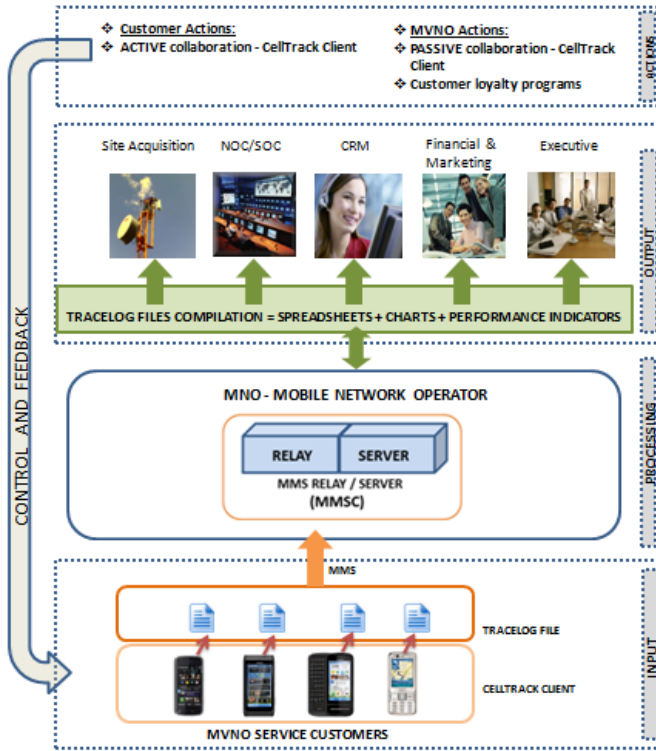 Customer Actions:
ACTIVE collaboration - CellTrack Client
MVNO Actions:
PASSIVE collaboration - CellTrack
Client
Customer loyalty programs
ACTIONS
Site Acquisition
NOC/SOC
CRM
Financial &
Marketing
Executive
OUTPUT
TRACELOG FILES COMPILATION = SPREADSHEETS + CHARTS + PERFORMANCE INDICATORS
CONTROL AND FEEDBACK
MNO - MOBILE NETWORK OPERATOR
RELAY
SERVER
MMS RELAY / SERVER
(MMSC)
PROCESSING
MMS
TRACELOG FILE
CELLTRACK CLIENT
MVNO SERVICE CUSTOMERS
INPUT